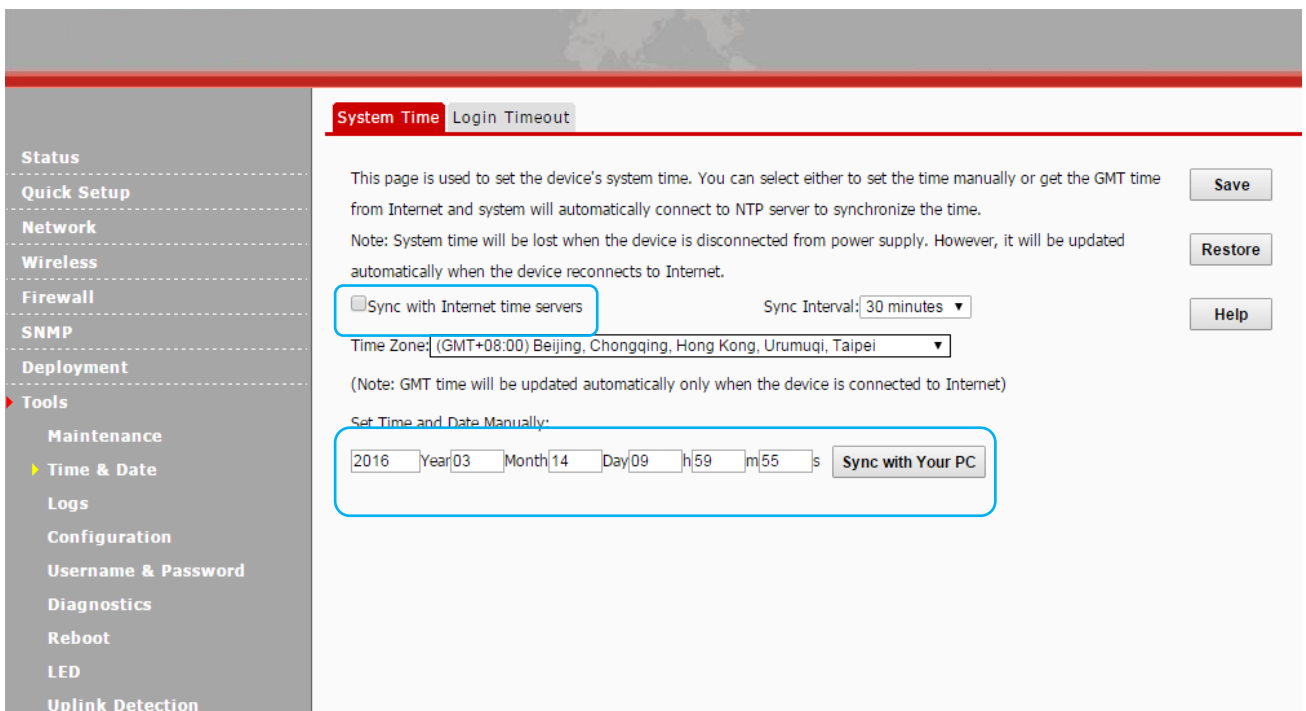 System Time Login Timeout
Status
Quick Setup
Network
Wireless
Firewall
SNMP
Deployment
Tools
Maintenance
Time & Date
Logs
Configuration
Username & Password
Diagnostics
Reboot
LED
Uplink Detection
This page is used to set the device's system time. You can select either to set the time manually or get the GMT time
from Internet and system will automatically connect to NTP server to synchronize the time.
Note: System time will be lost when the device is disconnected from power supply. However, it will be updated
automatically when the device reconnects to Internet.
Sync with Internet time servers Sync Interval: 30 minutes
Time Zone: (GMT+08:00) Beijing, Chongqing, Hong Kong, Urumuqi, Taipei
(Note: GMT time will be updated automatically only when the device is connected to Internet)
Set Time and Date Manually:
2016 Year 03 Month 14 Day 09 h 59 m 55 s Sync with Your PC
Save
Restore
Help